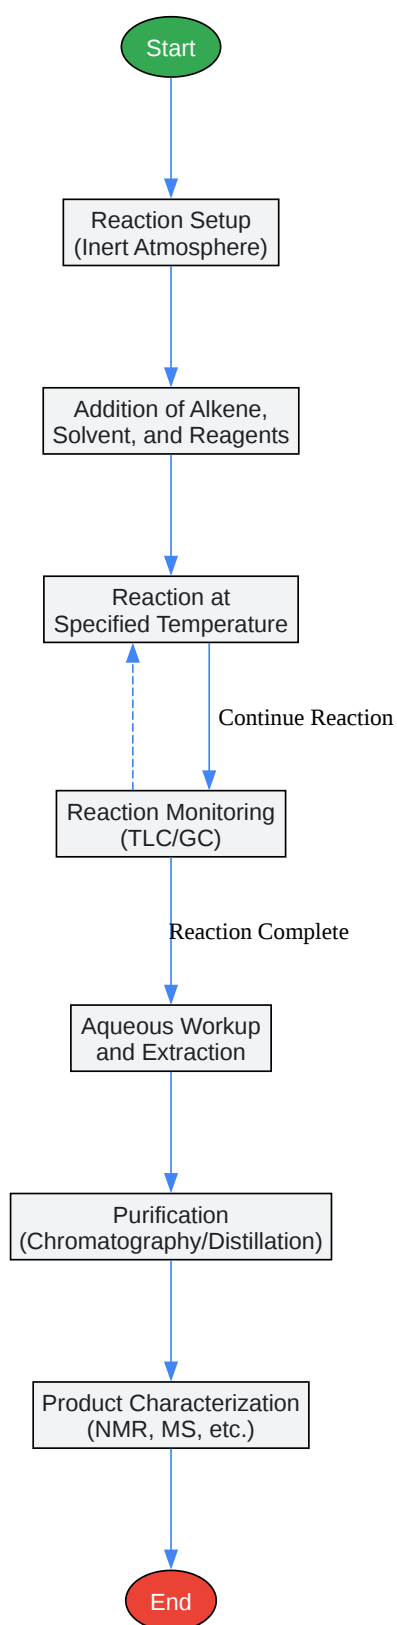 Start
Reaction Setup
(Inert Atmosphere)
Addition of Alkene,
Solvent, and Reagents
Reaction at
Specified Temperature
Continue Reaction
Reaction Monitoring
(TLC/GC)
Reaction Complete
Aqueous Workup
and Extraction
Purification
(Chromatography/Distillation)
Product Characterization
(NMR, MS, etc.)
End